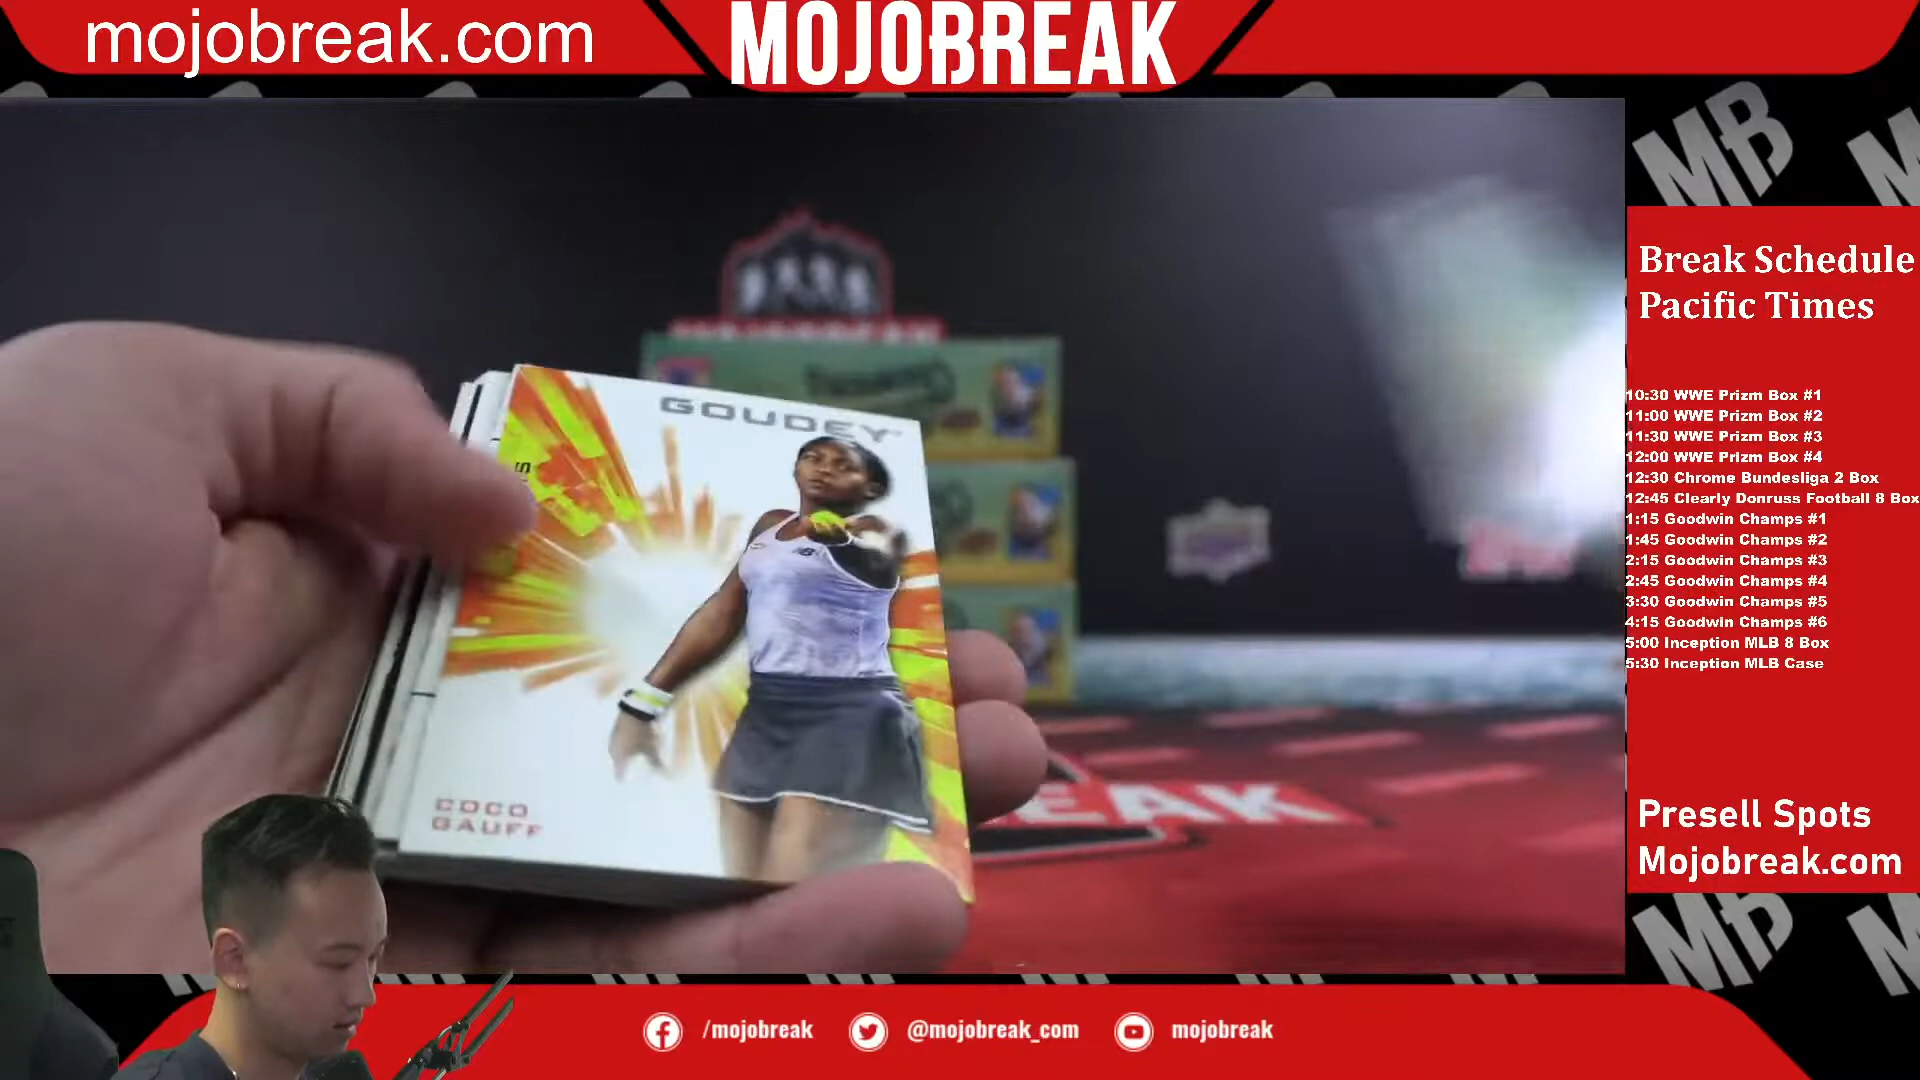 mojobreak.com
MOJOBREAK
GOUDEY
COCO
GAUFF
EAK
Break Schedule
Pacific Times
10:30 WWE Prizm Box #1
11:00 WWE Prizm Box #2
11:30 WWE Prizm Box #3
12:00 WWE Prizm Box #4
12:30 Chrome Bundesliga 2 Box
12:45 Clearly Donruss Football 8 Box
1:15 Goodwin Champs #1
1:45 Goodwin Champs #2
2:15 Goodwin Champs #3
2:45 Goodwin Champs #4
3:30 Goodwin Champs #5
4:15 Goodwin Champs #6
5:00 Inception MLB 8 Box
5:30 Inception MLB Case
Presell Spots
Mojobreak.com
MB
MB
/mojobreak
@mojobreak_com
mojobreak